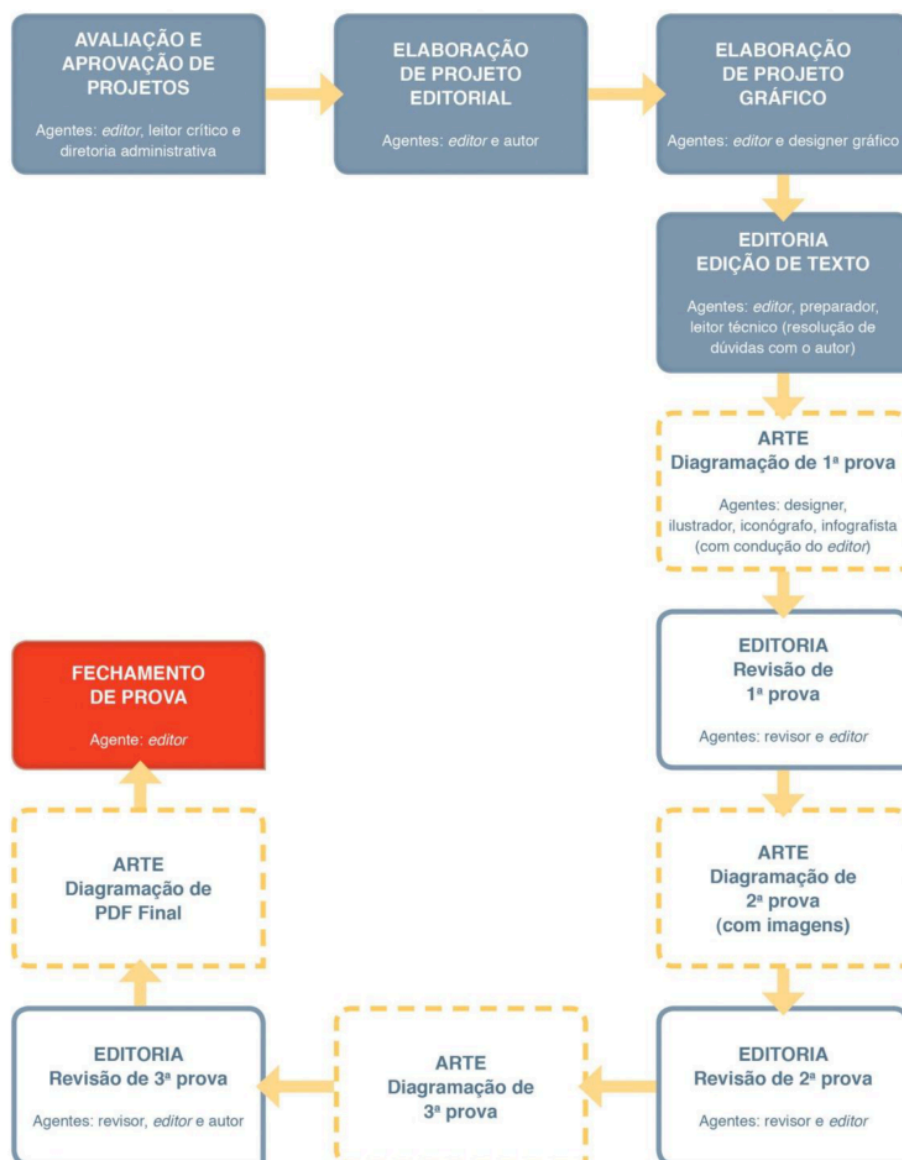 AVALIAÇÃO E
APROVAÇÃO DE
PROJETOS
Agentes: editor, leitor crítico e
diretoria administrativa
ELABORAÇÃO
DE PROJETO
EDITORIAL
Agentes: editor e autor
ELABORAÇÃO
DE PROJETO
GRÁFICO
Agentes: editor e designer gráfico
EDITORIA
EDIÇÃO DE TEXTO
Agentes: editor, preparador,
leitor técnico (resolução de
dúvidas com o autor)
ARTE
Diagramação de 1ª prova
Agentes: designer,
ilustrador, iconógrafo, infografista
(com condução do editor)
EDITORIA
Revisão de
1ª prova
Agentes: revisor e editor
ARTE
Diagramação de
2ª prova
(com imagens)
EDITORIA
Revisão de 2ª prova
Agentes: revisor e editor
ARTE
Diagramação de
3ª prova
EDITORIA
Revisão de 3ª prova
Agentes: revisor, editor e autor
ARTE
Diagramação de
PDF Final
FECHAMENTO
DE PROVA
Agente: editor